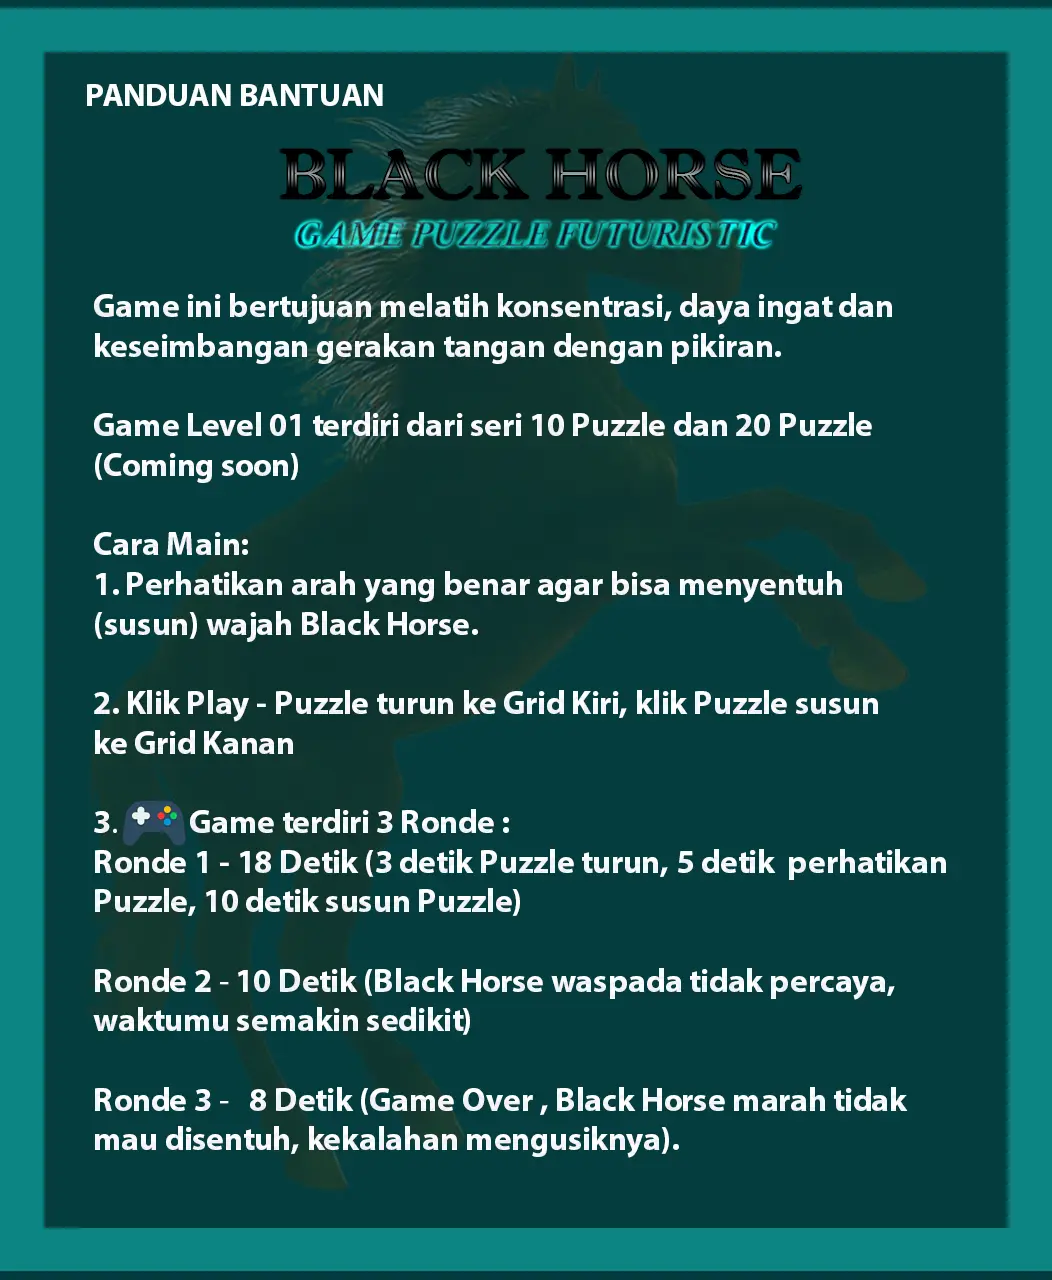 PANDUAN BANTUAN
BLACK HORSE
GAME PUZZLE FUTURISTIC
Game ini bertujuan melatih konsentrasi, daya ingat dan
keseimbangan gerakan tangan dengan pikiran.
Game Level 01 terdiri dari seri 10 Puzzle dan 20 Puzzle
(Coming soon)
Cara Main:
1. Perhatikan arah yang benar agar bisa menyentuh
(susun) wajah Black Horse.
2. Klik Play - Puzzle turun ke Grid Kiri, klik Puzzle susun
ke Grid Kanan
3. Game terdiri 3 Ronde :
Ronde 1 - 18 Detik (3 detik Puzzle turun, 5 detik perhatikan
Puzzle, 10 detik susun Puzzle)
Ronde 2 - 10 Detik (Black Horse waspada tidak percaya,
waktumu semakin sedikit)
Ronde 3 - 8 Detik (Game Over , Black Horse marah tidak
mau disentuh, kekalahan mengusiknya).